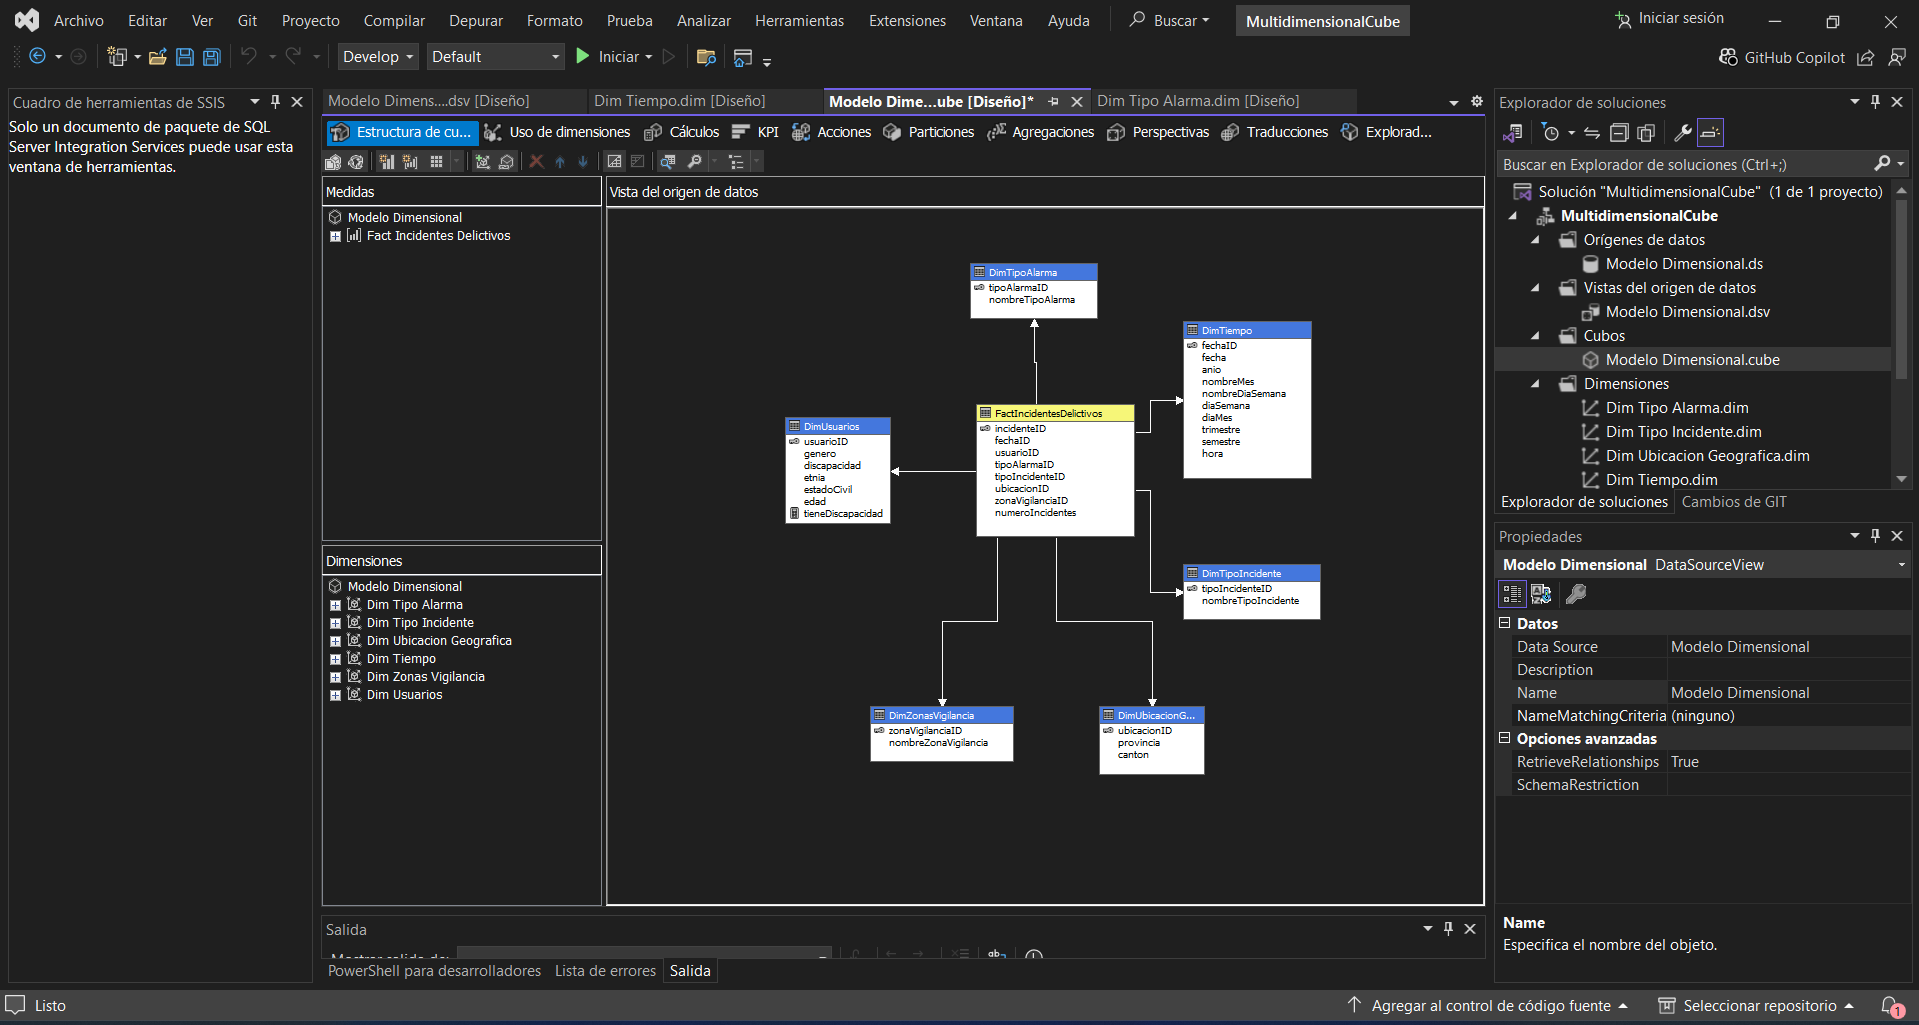 Archivo Editar Ver Git Proyecto Compilar Depurar Formato Prueba Analizar Herramientas Extensiones Ventana Ayuda Buscar MultidimensionalCube Iniciar sesión
Develop Default Iniciar GitHub Copilot
Cuadro de herramientas de SSIS
Solo un documento de paquete de SQL
Server Integration Services puede usar esta
ventana de herramientas.
Modelo Dimens....dsv [Diseño] Dim Tiempo.dim [Diseño] Modelo Dime...ube [Diseño]* Dim Tipo Alarma.dim [Diseño]
Estructura de cu... Uso de dimensiones Cálculos KPI Acciones Particiones Agregaciones Perspectivas Traducciones Explorad...
Medidas
Modelo Dimensional
Fact Incidentes Delictivos
Dimensiones
Modelo Dimensional
Dim Tipo Alarma
Dim Tipo Incidente
Dim Ubicacion Geografica
Dim Tiempo
Dim Zonas Vigilancia
Dim Usuarios
Vista del origen de datos
DimTipoAlarma
tipoAlarmaID
nombreTipoAlarma
DimTiempo
fechaID
fecha
anio
nombreMes
nombreDiaSemana
diaSemana
diaMes
trimestre
semestre
hora
FactIncidentesDelictivos
incidenteID
fechaID
usuarioID
tipoAlarmaID
tipoIncidenteID
ubicacionID
zonaVigilanciaID
numeroIncidentes
DimUsuarios
usuarioID
genero
discapacidad
etnia
estadoCivil
edad
tieneDiscapacidad
DimTipoIncidente
tipoIncidenteID
nombreTipoIncidente
DimZonasVigilancia
zonaVigilanciaID
nombreZonaVigilancia
DimUbicacionG...
ubicacionID
provincia
canton
Salida
PowerShell para desarrolladores Lista de errores Salida
Explorador de soluciones
Buscar en Explorador de soluciones (Ctrl+;)
Solución "MultidimensionalCube" (1 de 1 proyecto)
MultidimensionalCube
Orígenes de datos
Modelo Dimensional.ds
Vistas del origen de datos
Modelo Dimensional.dsv
Cubos
Modelo Dimensional.cube
Dimensiones
Dim Tipo Alarma.dim
Dim Tipo Incidente.dim
Dim Ubicacion Geografica.dim
Dim Tiempo.dim
Explorador de soluciones Cambios de GIT
Propiedades
Modelo Dimensional DataSourceView
Datos
Data Source Modelo Dimensional
Description
Name Modelo Dimensional
NameMatchingCriteria (ninguno)
Opciones avanzadas
RetrieveRelationships True
SchemaRestriction
Name
Especifica el nombre del objeto.
Listo Agregar al control de código fuente Seleccionar repositorio 1